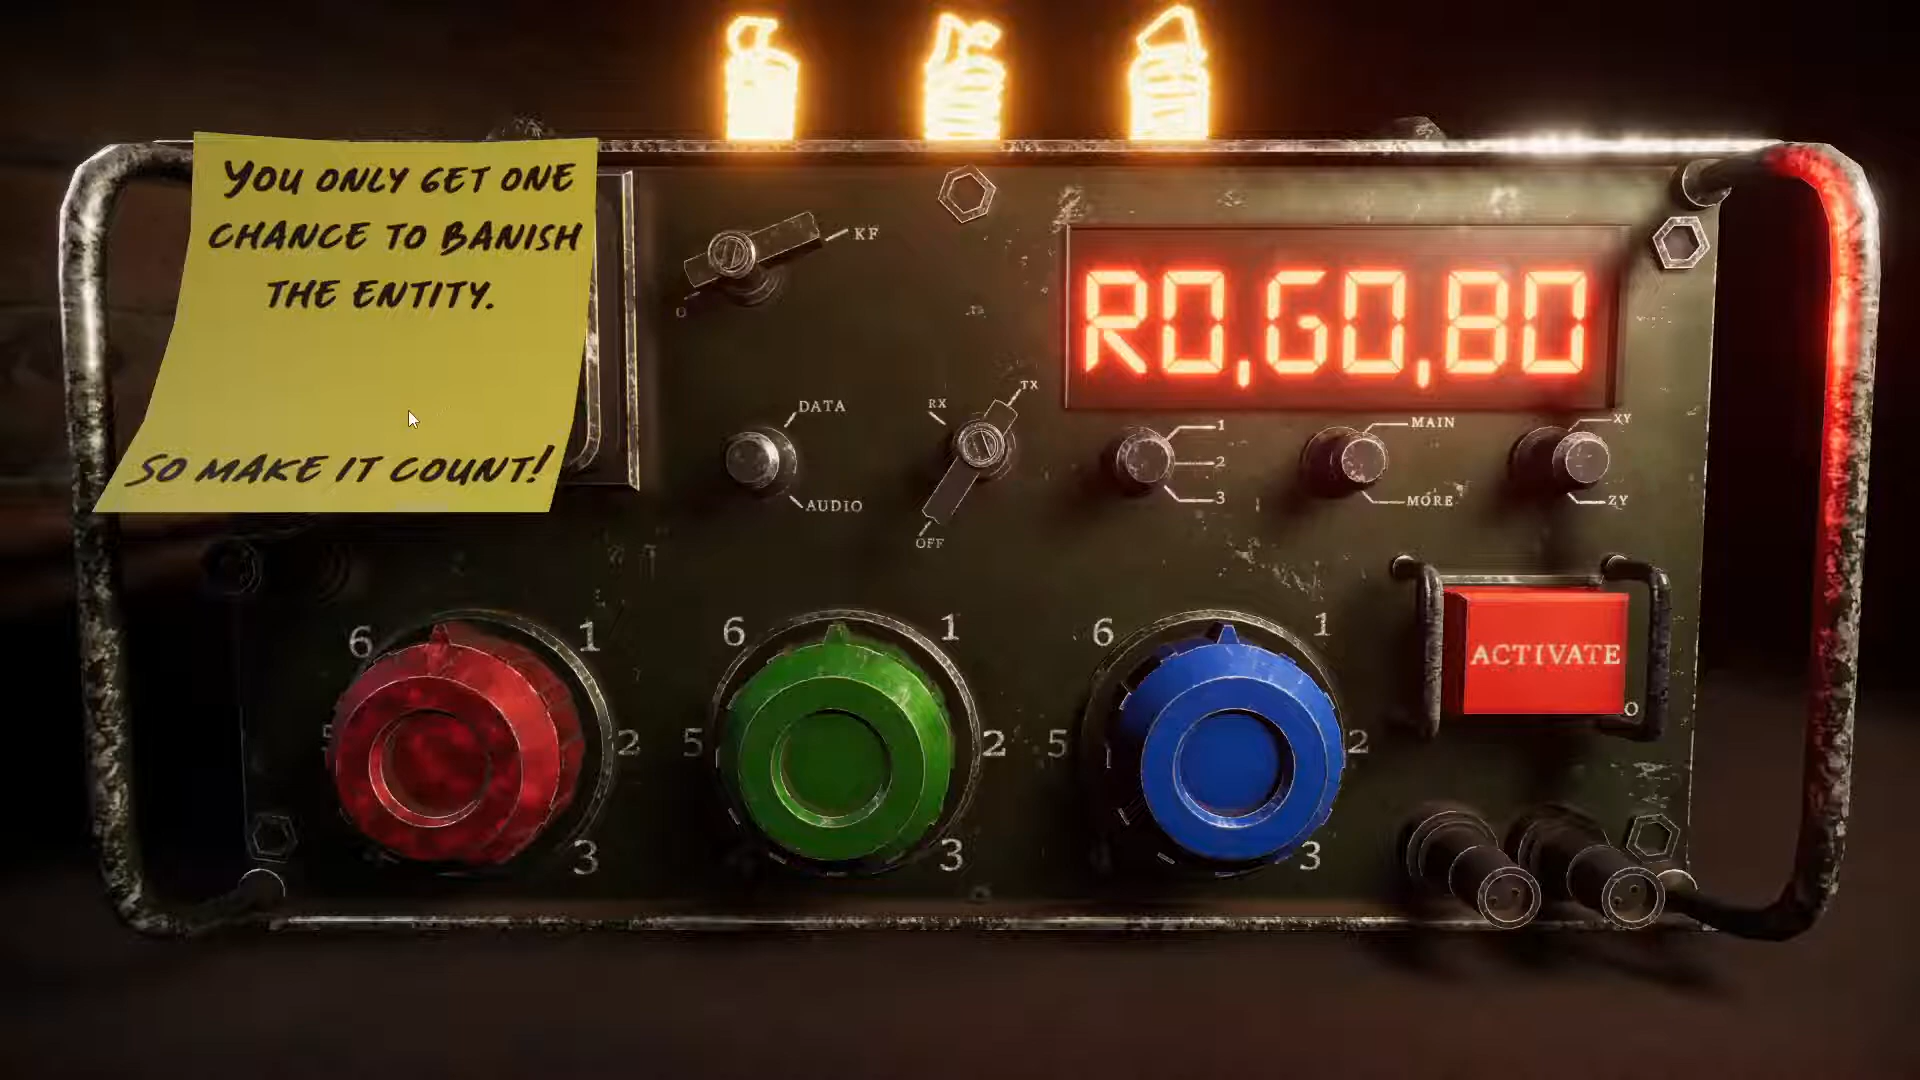 YOU ONLY GET ONE
CHANCE TO BANISH
THE ENTITY.
SO MAKE IT COUNT!
KF
O
R0,G0,B0
DATA
AUDIO
RX
TX
OFF
1
2
3
MAIN
MORE
XY
ZY
6
1
5
2
3
6
1
5
2
3
6
1
5
2
3
ACTIVATE
O